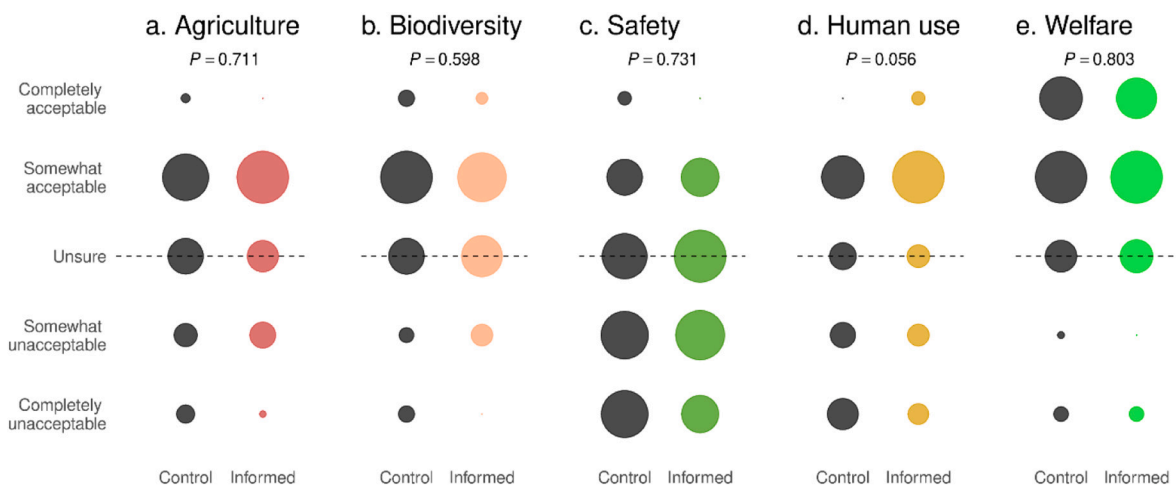 a. Agriculture
P = 0.711
b. Biodiversity
P = 0.598
c. Safety
P = 0.731
d. Human use
P = 0.056
e. Welfare
P = 0.803
Completely
acceptable
Somewhat
acceptable
Unsure
Somewhat
unacceptable
Completely
unacceptable
Control Informed
Control Informed
Control Informed
Control Informed
Control Informed